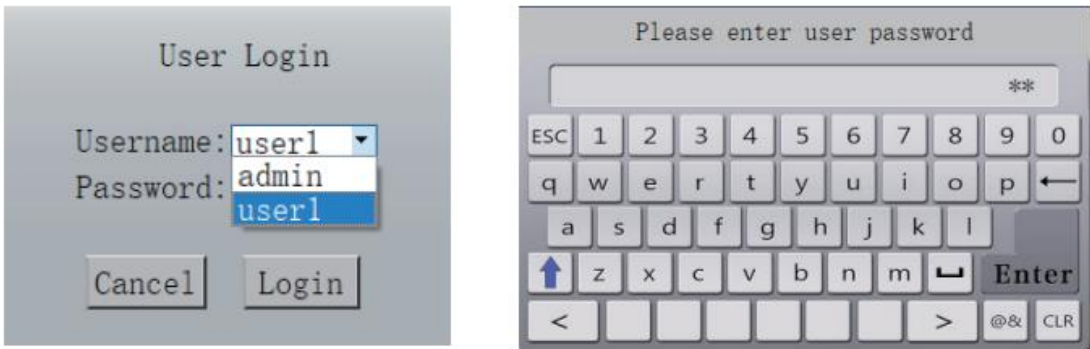 User Login
Username: user1
admin
Password:
user1
Cancel Login
Please enter user password
**
ESC 1 2 3 4 5 6 7 8 9 0
q w e r t y u i o p ←
a s d f g h j k l
z x c v b n m Enter
< > @& CLR